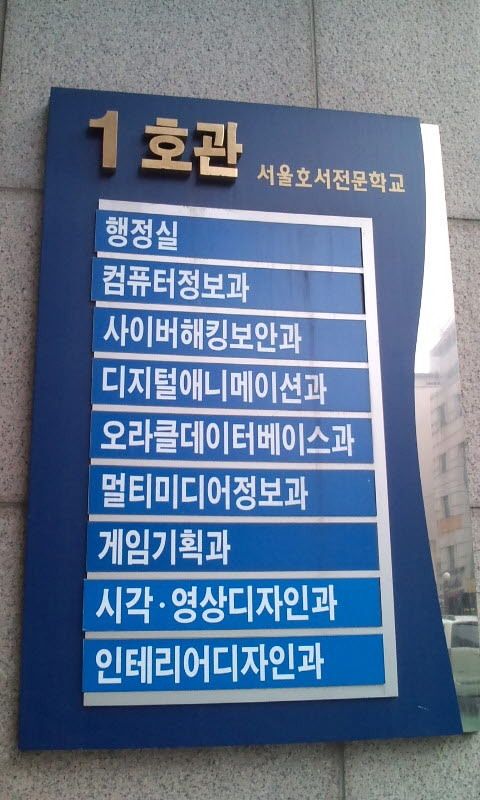 1 호관 서울호서전문학교
행정실
컴퓨터정보과
사이버해킹보안과
디지털애니메이션과
오라클데이터베이스과
멀티미디어정보과
게임기획과
시각·영상디자인과
인테리어디자인과